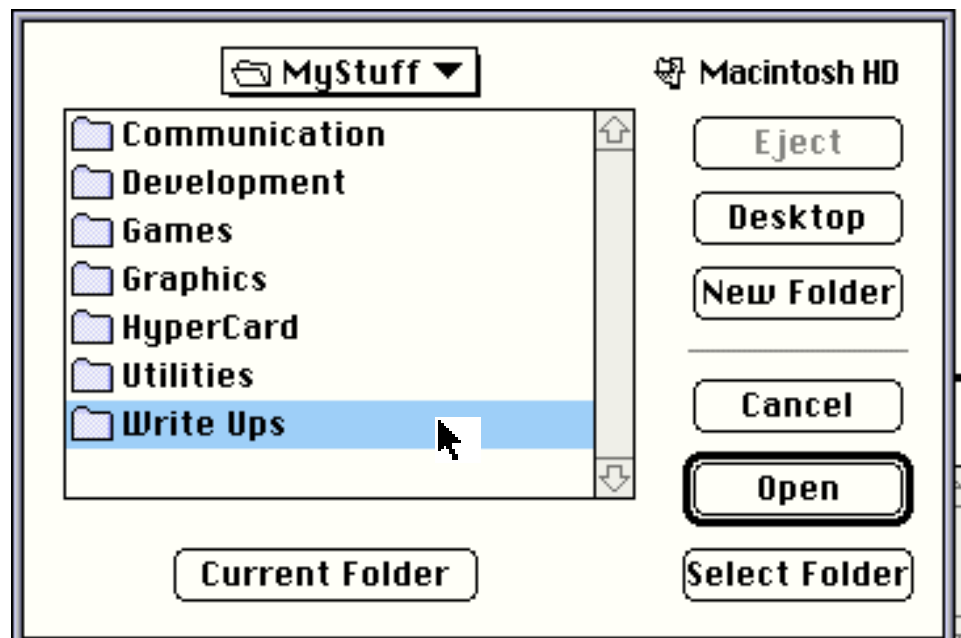 MyStuff
Macintosh HD
Communication
Development
Games
Graphics
HyperCard
Utilities
Write Ups
Eject
Desktop
New Folder
Cancel
Open
Current Folder
Select Folder